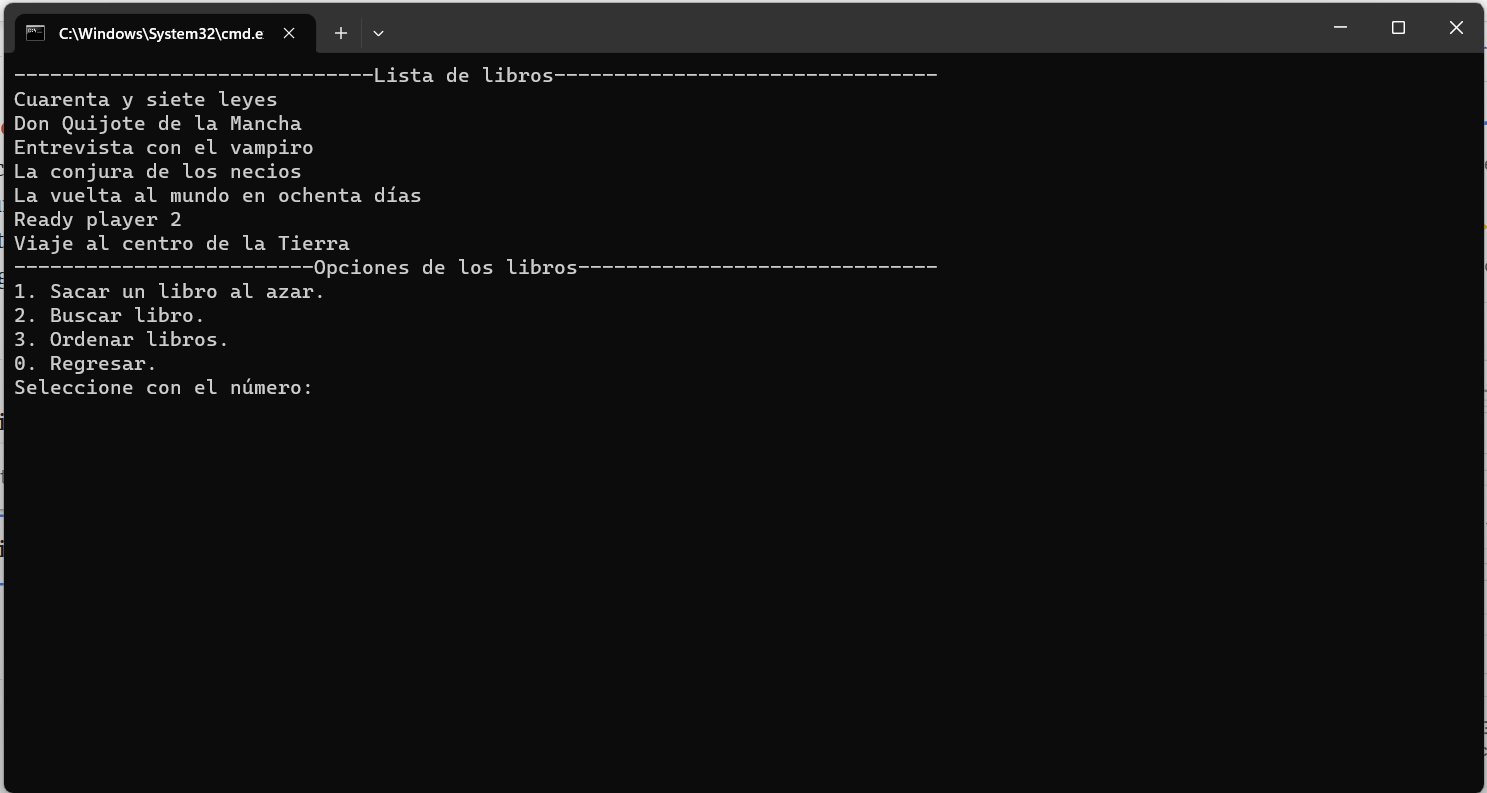 C:\Windows\System32\cmd.e
------------------------------Lista de libros--------------------------------
Cuarenta y siete leyes
Don Quijote de la Mancha
Entrevista con el vampiro
La conjura de los necios
La vuelta al mundo en ochenta días
Ready player 2
Viaje al centro de la Tierra
-------------------------Opciones de los libros------------------------------
1. Sacar un libro al azar.
2. Buscar libro.
3. Ordenar libros.
0. Regresar.
Seleccione con el número: